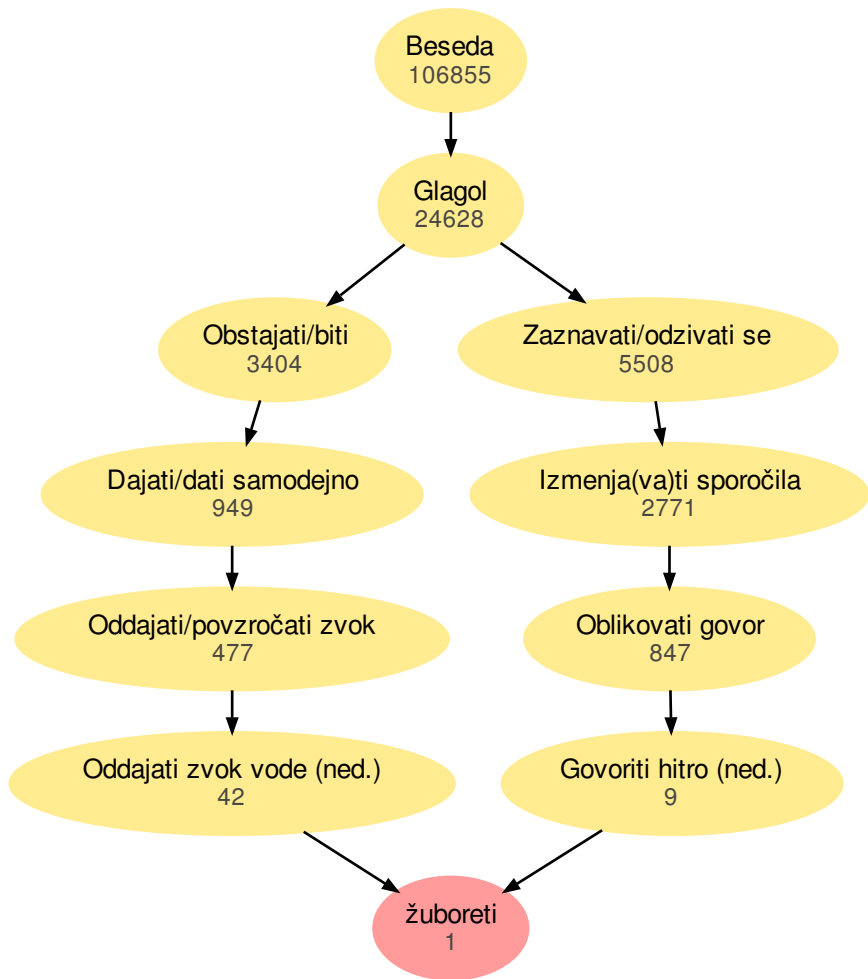 Beseda
106855
Glagol
24628
Obstajati/biti
3404
Zaznavati/odzivati se
5508
Dajati/dati samodejno
949
Izmenja(va)ti sporočila
2771
Oddajati/povzročati zvok
477
Oblikovati govor
847
Oddajati zvok vode (ned.)
42
Govoriti hitro (ned.)
9
žuboreti
1